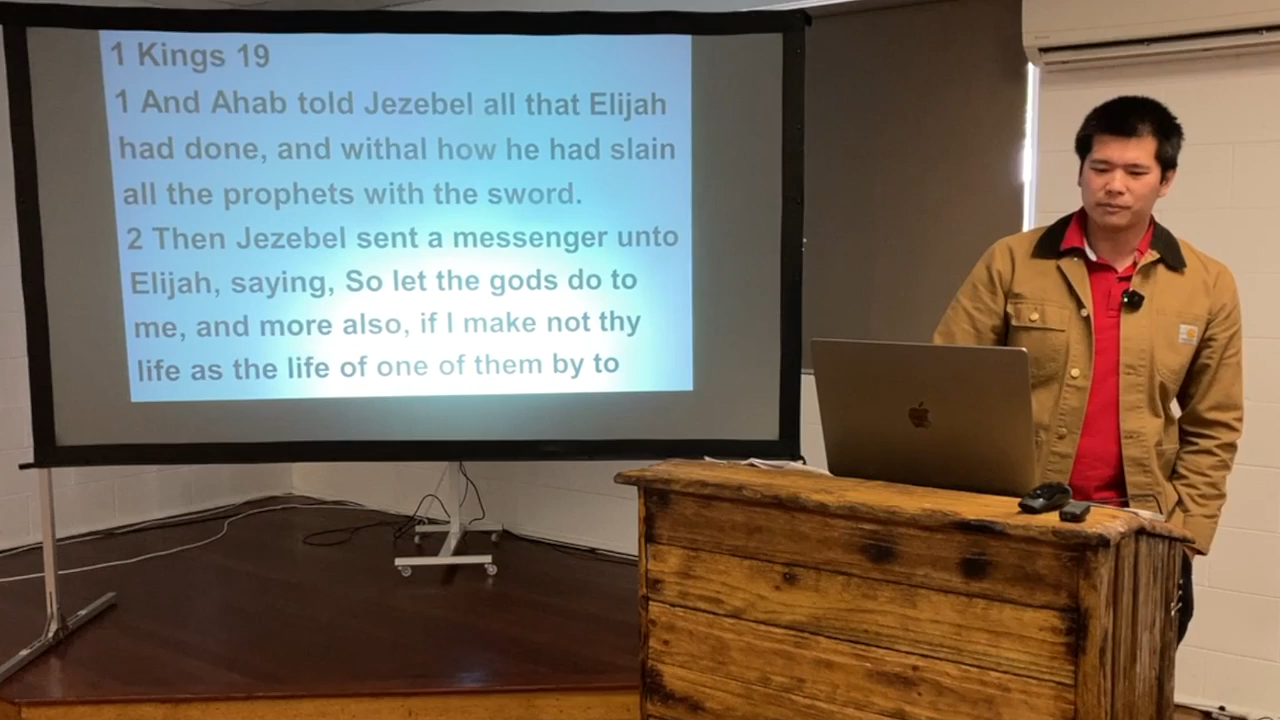 1 Kings 19
1 And Ahab told Jezebel all that Elijah
had done, and withal how he had slain
all the prophets with the sword.
2 Then Jezebel sent a messenger unto
Elijah, saying, So let the gods do to
me, and more also, if I make not thy
life as the life of one of them by to